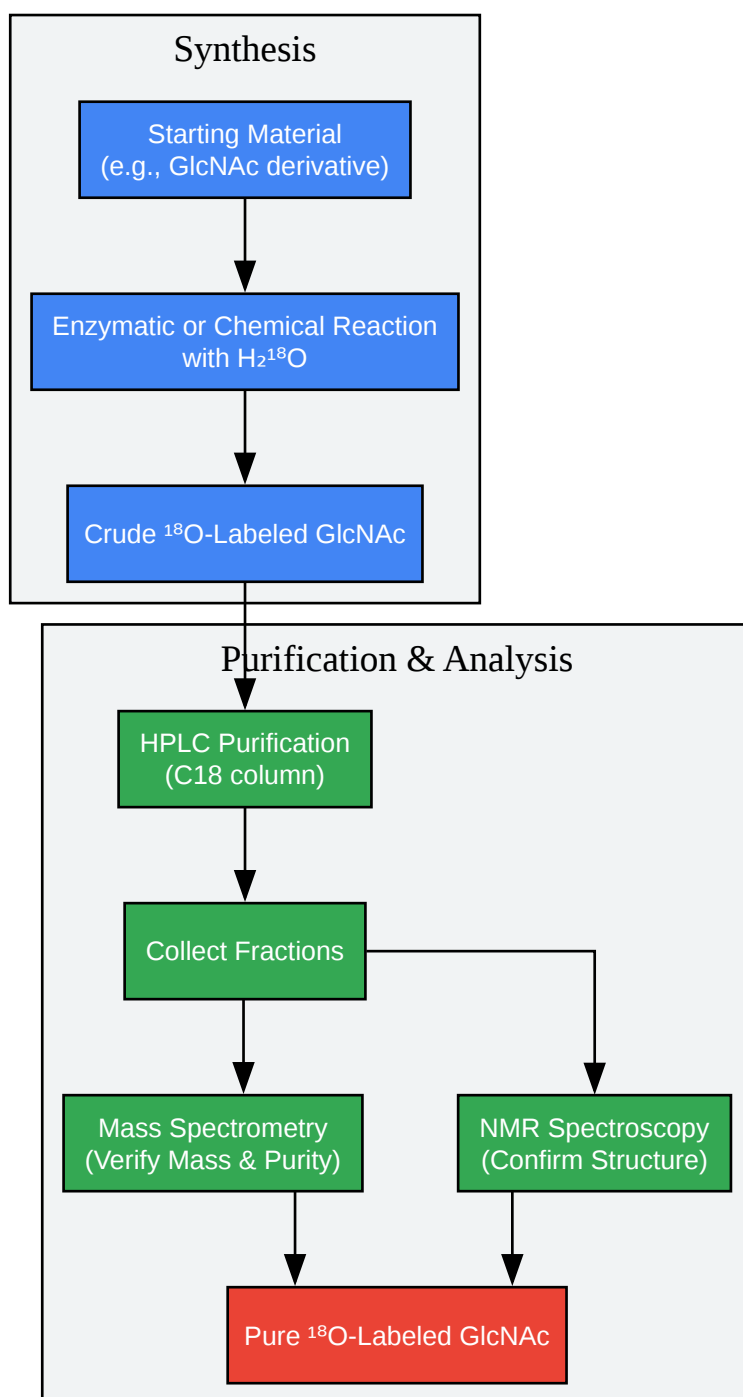 Synthesis
Starting Material
(e.g., GlcNAc derivative)
Enzymatic or Chemical Reaction
with H₂¹⁸O
Crude ¹⁸O-Labeled GlcNAc
Purification & Analysis
HPLC Purification
(C18 column)
Collect Fractions
Mass Spectrometry
(Verify Mass & Purity)
NMR Spectroscopy
(Confirm Structure)
Pure ¹⁸O-Labeled GlcNAc